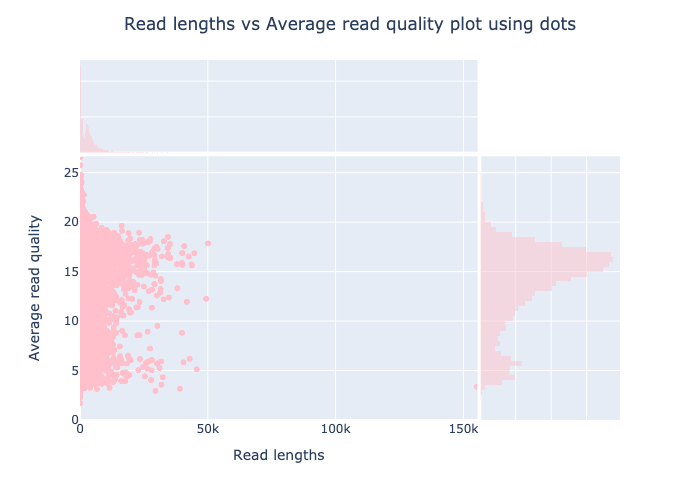 Read lengths vs Average read quality plot using dots
25
20
15
10
5
0
0
50k
100k
150k
Average read quality
Read lengths